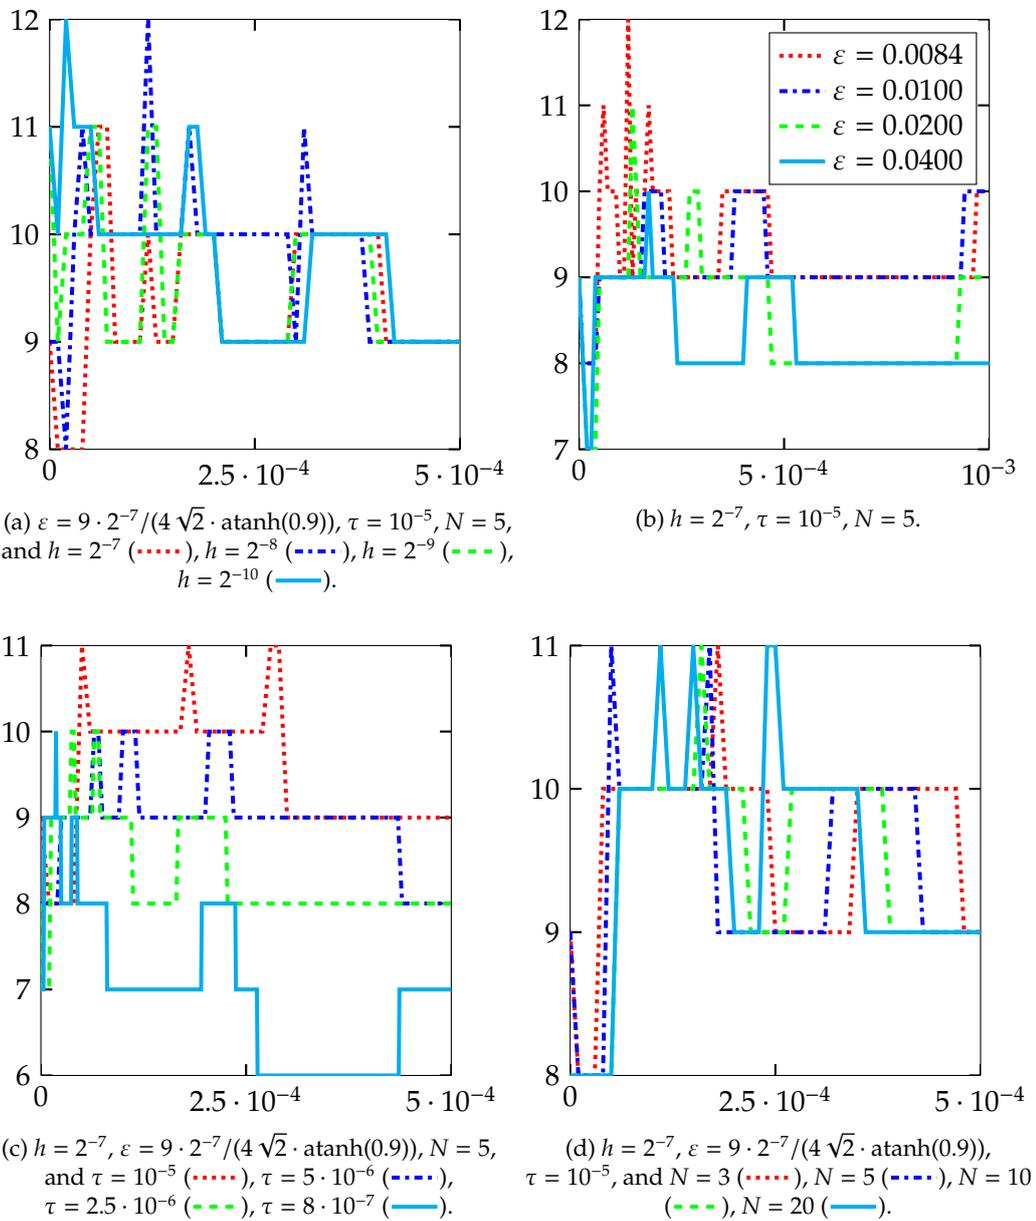 12
11
10
9
8
0
2.5 · 10⁻⁴
5 · 10⁻⁴
(a) ε = 9 · 2⁻⁷/(4 √2 · atanh(0.9)), τ = 10⁻⁵, N = 5,
and h = 2⁻⁷ ( ), h = 2⁻⁸ ( ), h = 2⁻⁹ ( ),
h = 2⁻¹⁰ ( ).
12
11
10
9
8
7
0
5 · 10⁻⁴
10⁻³
ε = 0.0084
ε = 0.0100
ε = 0.0200
ε = 0.0400
(b) h = 2⁻⁷, τ = 10⁻⁵, N = 5.
11
10
9
8
7
6
0
2.5 · 10⁻⁴
5 · 10⁻⁴
(c) h = 2⁻⁷, ε = 9 · 2⁻⁷/(4 √2 · atanh(0.9)), N = 5,
and τ = 10⁻⁵ ( ), τ = 5 · 10⁻⁶ ( ),
τ = 2.5 · 10⁻⁶ ( ), τ = 8 · 10⁻⁷ ( ).
11
10
9
8
0
2.5 · 10⁻⁴
5 · 10⁻⁴
(d) h = 2⁻⁷, ε = 9 · 2⁻⁷/(4 √2 · atanh(0.9)),
τ = 10⁻⁵, and N = 3 ( ), N = 5 ( ), N = 10
( ), N = 20 ( ).